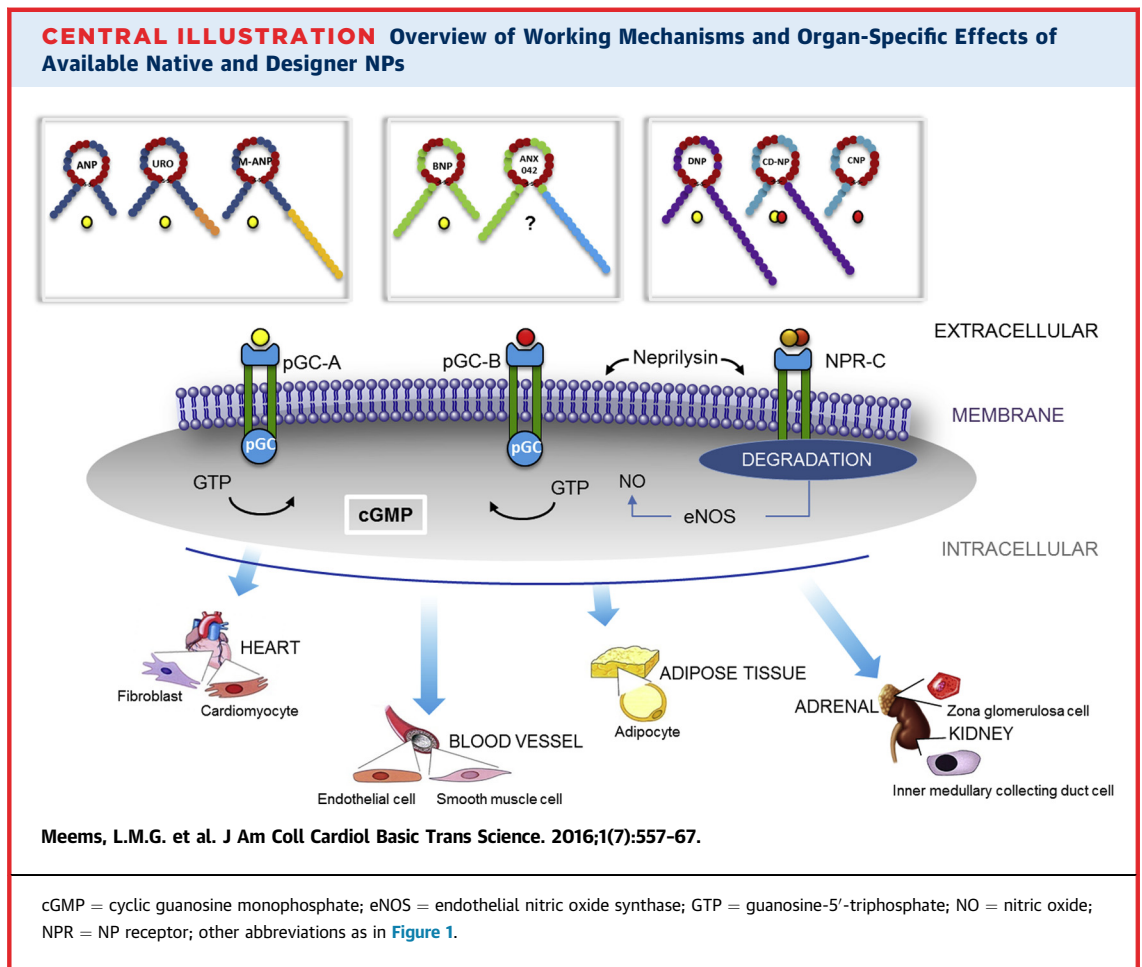 CENTRAL ILLUSTRATION Overview of Working Mechanisms and Organ-Specific Effects of
Available Native and Designer NPs
ANP
URO
M-ANP
BNP
ANX
042
?
DNP
CD-NP
CNP
EXTRACELLULAR
pGC-A
pGC-B
Neprilysin
NPR-C
MEMBRANE
pGC
pGC
DEGRADATION
GTP
cGMP
GTP
NO
eNOS
INTRACELLULAR
HEART
Fibroblast
Cardiomyocyte
BLOOD VESSEL
Endothelial cell
Smooth muscle cell
ADIPOSE TISSUE
Adipocyte
ADRENAL
Zona glomerulosa cell
KIDNEY
Inner medullary collecting duct cell
Meems, L.M.G. et al. J Am Coll Cardiol Basic Trans Science. 2016;1(7):557–67.
cGMP = cyclic guanosine monophosphate; eNOS = endothelial nitric oxide synthase; GTP = guanosine-5′-triphosphate; NO = nitric oxide;
NPR = NP receptor; other abbreviations as in Figure 1.